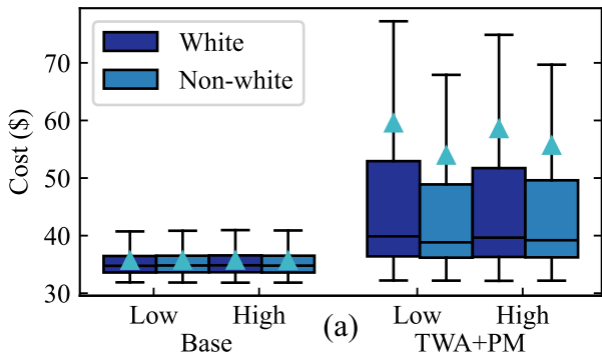 White
Non-white
Cost ($)
70
60
50
40
30
Low High Low High
Base (a) TWA+PM